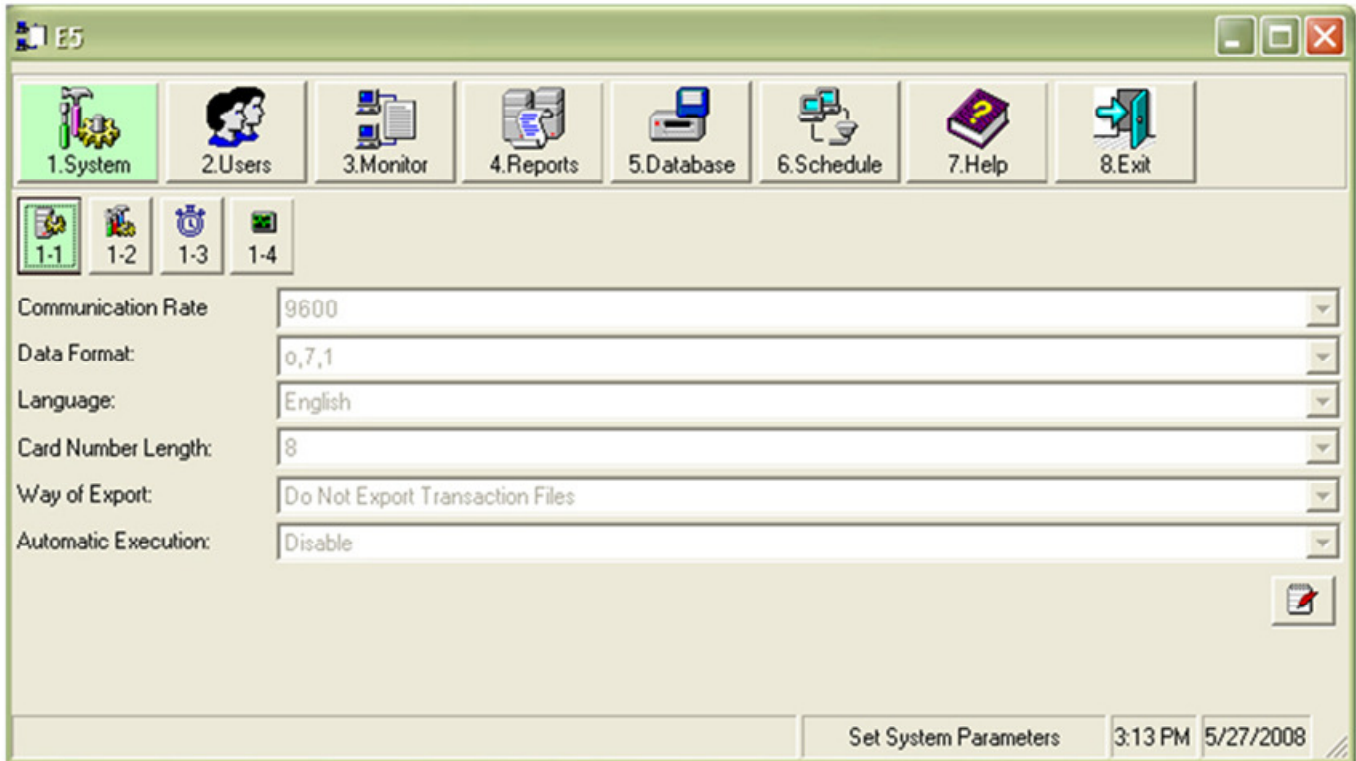 E5
1.System 2.Users 3.Monitor 4.Reports 5.Database 6.Schedule 7.Help 8.Exit
1-1 1-2 1-3 1-4
Communication Rate 9600
Data Format: o,7,1
Language: English
Card Number Length: 8
Way of Export: Do Not Export Transaction Files
Automatic Execution: Disable
Set System Parameters 3:13 PM 5/27/2008